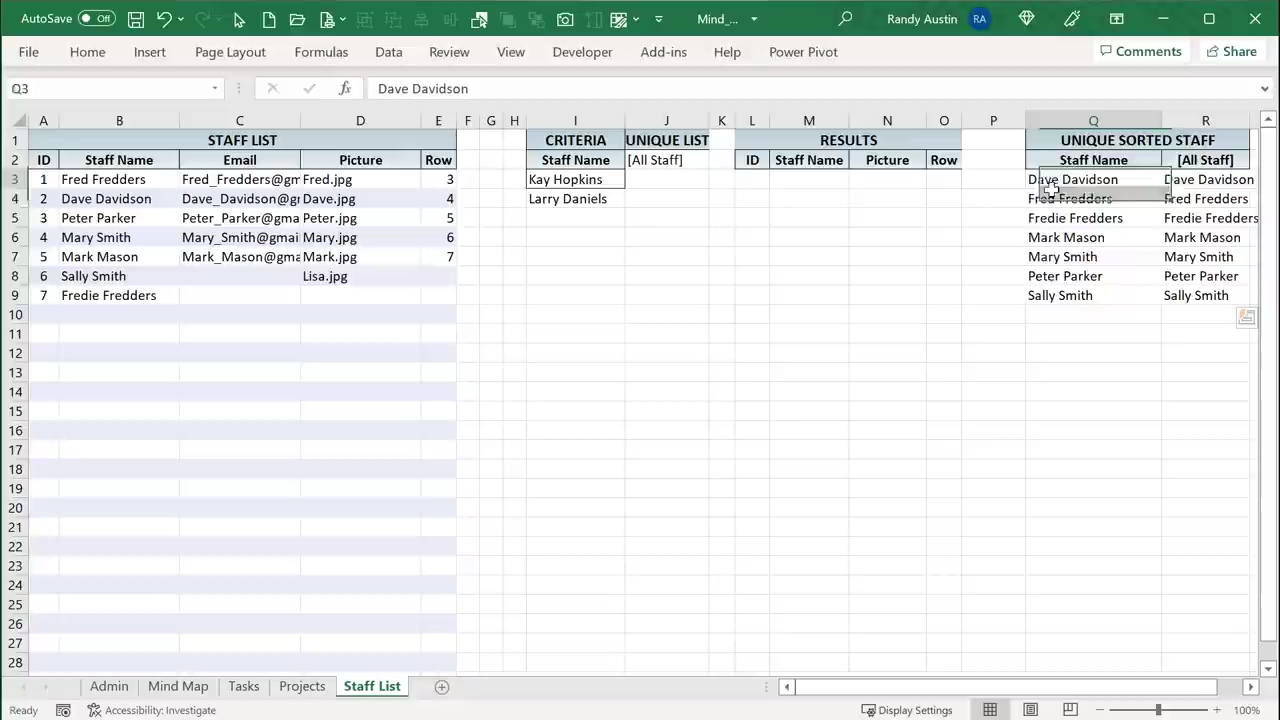 AutoSave Off Mind_... Randy Austin RA
File Home Insert Page Layout Formulas Data Review View Developer Add-ins Help Power Pivot Comments Share
Q3 fx Dave Davidson
A B C D E F G H I J K L M N O P Q R
1 STAFF LIST CRITERIA UNIQUE LIST RESULTS UNIQUE SORTED STAFF
2 ID Staff Name Email Picture Row Staff Name [All Staff] ID Staff Name Picture Row Staff Name [All Staff]
3 1 Fred Fredders Fred_Fredders@gm Fred.jpg 3 Kay Hopkins Dave Davidson Dave Davidson
4 2 Dave Davidson Dave_Davidson@gr Dave.jpg 4 Larry Daniels Fred Fredders Fred Fredders
5 3 Peter Parker Peter_Parker@gma Peter.jpg 5 Fredie Fredders Fredie Fredders
6 4 Mary Smith Mary_Smith@gmai Mary.jpg 6 Mark Mason Mark Mason
7 5 Mark Mason Mark_Mason@gma Mark.jpg 7 Mary Smith Mary Smith
8 6 Sally Smith Lisa.jpg Peter Parker Peter Parker
9 7 Fredie Fredders Sally Smith Sally Smith
10
11
12
13
14
15
16
17
18
19
20
21
22
23
24
25
26
27
28
Admin Mind Map Tasks Projects Staff List
Ready Accessibility: Investigate Display Settings 100%